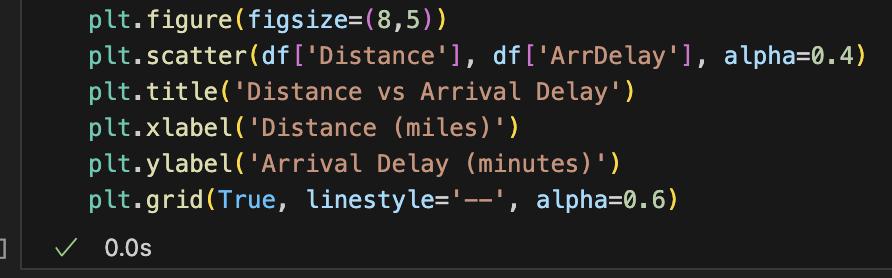 plt.figure(figsize=(8,5))
plt.scatter(df['Distance'], df['ArrDelay'], alpha=0.4)
plt.title('Distance vs Arrival Delay')
plt.xlabel('Distance (miles)')
plt.ylabel('Arrival Delay (minutes)')
plt.grid(True, linestyle='--', alpha=0.6)
] ✓ 0.0s